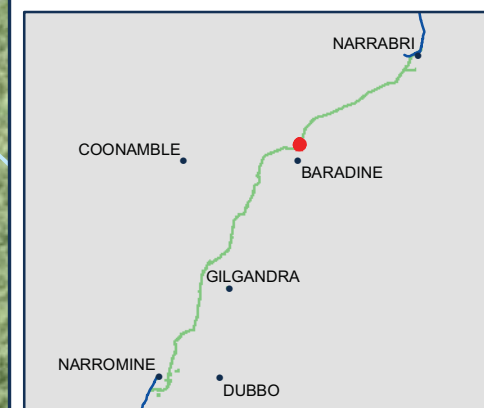 NARRABRI
COONAMBLE
BARADINE
GILGANDRA
NARROMINE
DUBBO